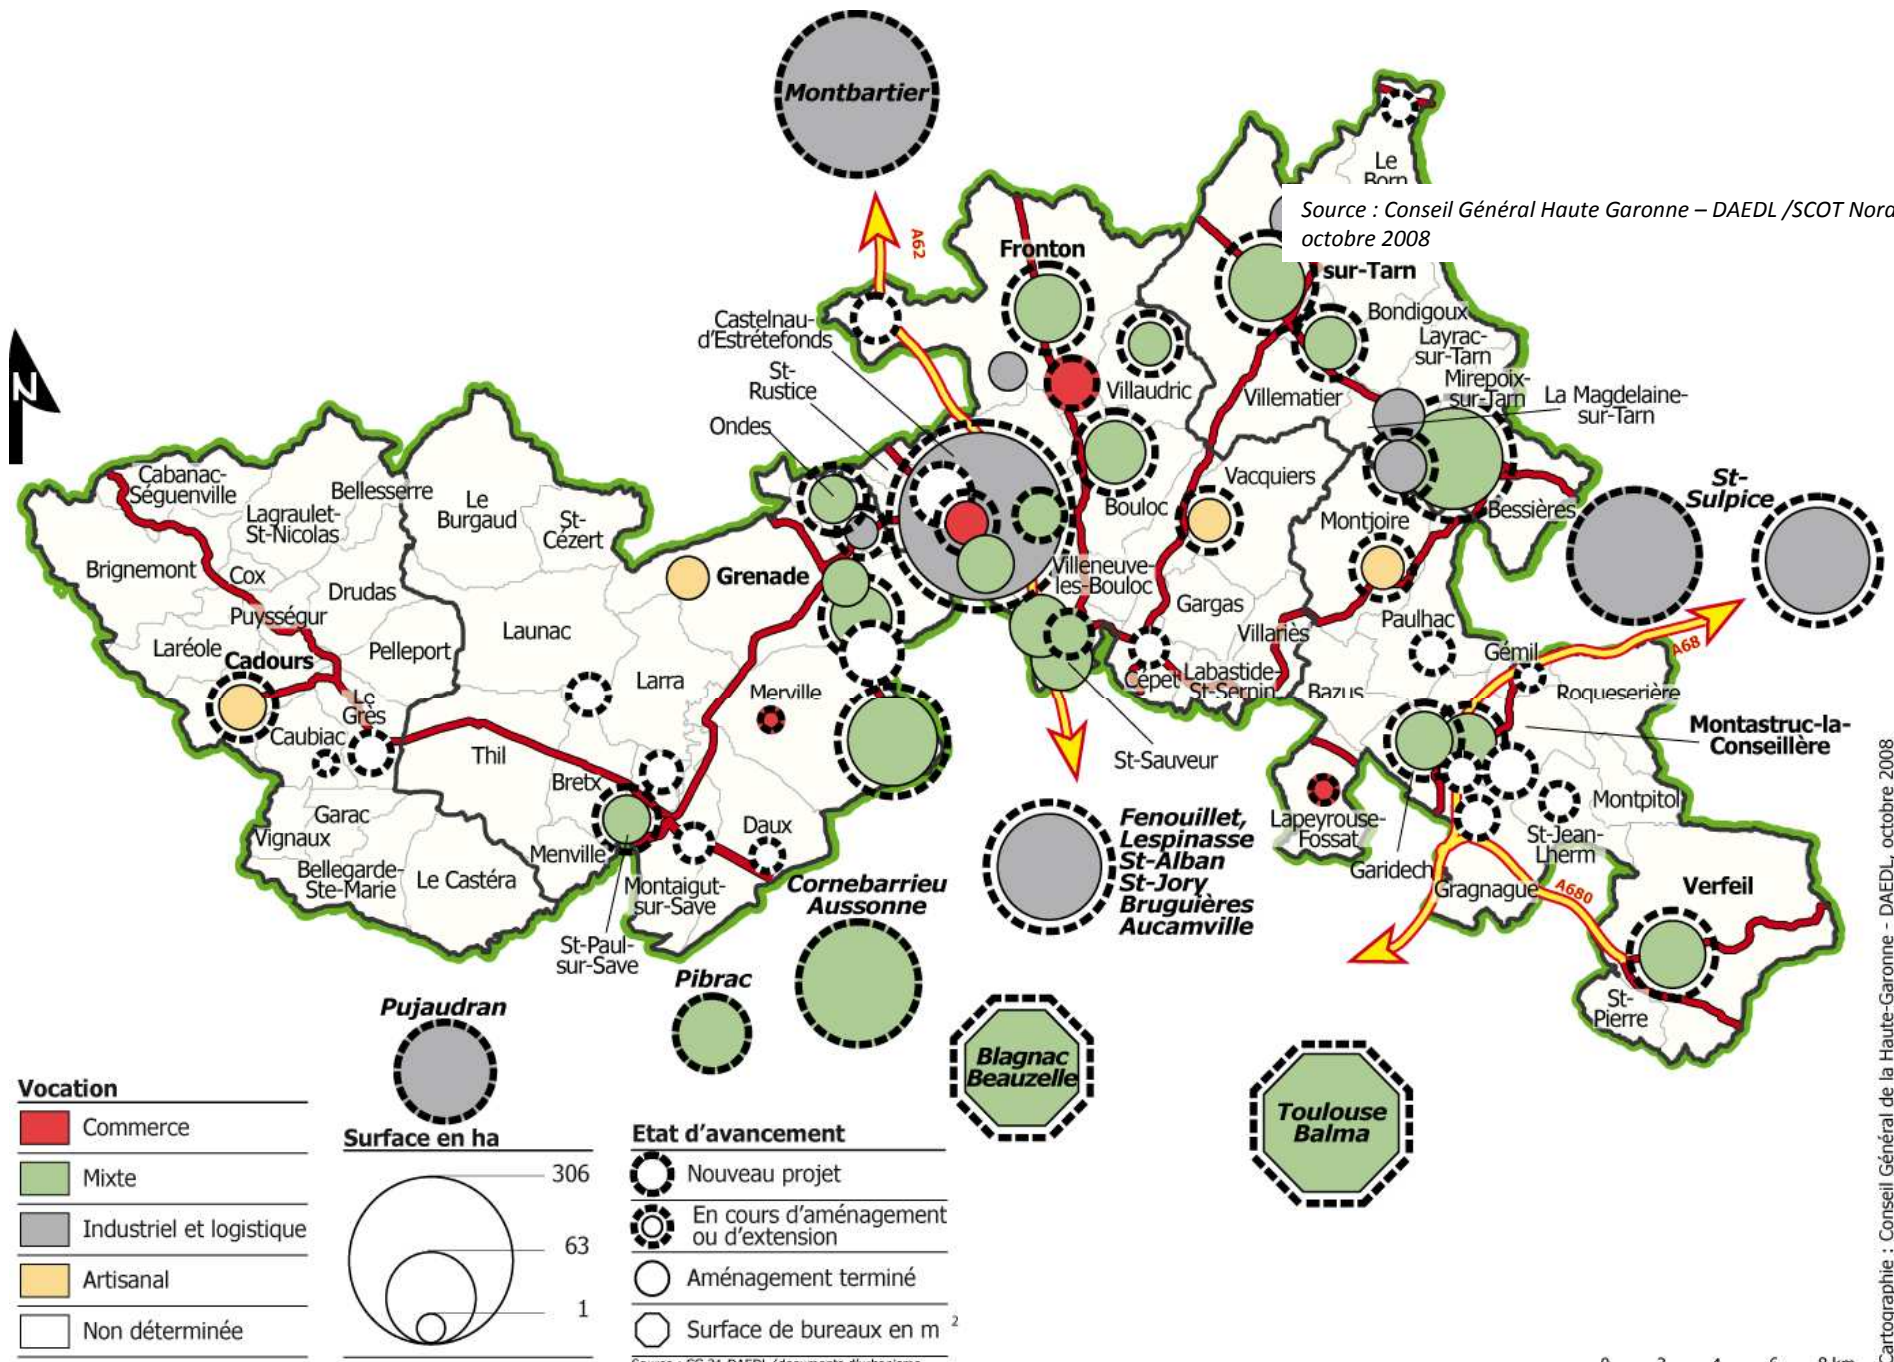 Montbartier
Le
Born
Source : Conseil Général Haute Garonne – DAEDL /SCOT Nord
octobre 2008
A62
Fronton
sur-Tarn
Castelnau-
d'Estrétefonds
Bondigoux
Layrac-
sur-Tarn
St-
Rustice
Villaudric
Villematier
Mirepoix-
sur-Tarn
La Magdelaine-
sur-Tarn
Ondes
N
Cabanac-
Séguenville
Bellesserre
Le
Burgaud
St-
Cézert
Lagraulet-
St-Nicolas
Vacquiers
Bouloc
Montjoire
Bessières
St-
Sulpice
Brignemont
Cox
Drudas
Puysségur
Grenade
Villeneuve-
les-Bouloc
Gargas
Paulhac
Laréole
Cadours
Pelleport
Launac
Villariès
Gémil
A68
Larra
Merville
Cépet
Labastide-
St-Sernin
Bazus
Roqueserière
Le
Grès
Caubiac
Montastruc-la-
Conseillère
Thil
Bretx
St-Sauveur
Garac
Vignaux
Menville
Daux
Fenouillet,
Lespinasse
St-Alban
St-Jory
Bruguières
Aucamville
Lapeyrouse-
Fossat
Montpitol
St-Jean-
Lherm
Garidech
Gragnague
A680
Verfeil
Bellegarde-
Ste-Marie
Le Castéra
Montaigut-
sur-Save
Cornebarrieu
Aussonne
St-Paul-
sur-Save
Pibrac
St-
Pierre
Pujaudran
Blagnac
Beauzelle
Toulouse
Balma
Vocation
Commerce
Mixte
Industriel et logistique
Artisanal
Non déterminée
Surface en ha
306
63
1
Etat d'avancement
Nouveau projet
En cours d'aménagement
ou d'extension
Aménagement terminé
Surface de bureaux en m 2
Cartographie : Conseil Général de la Haute-Garonne - DAEDL, octobre 2008
0 2 4 6 8 km